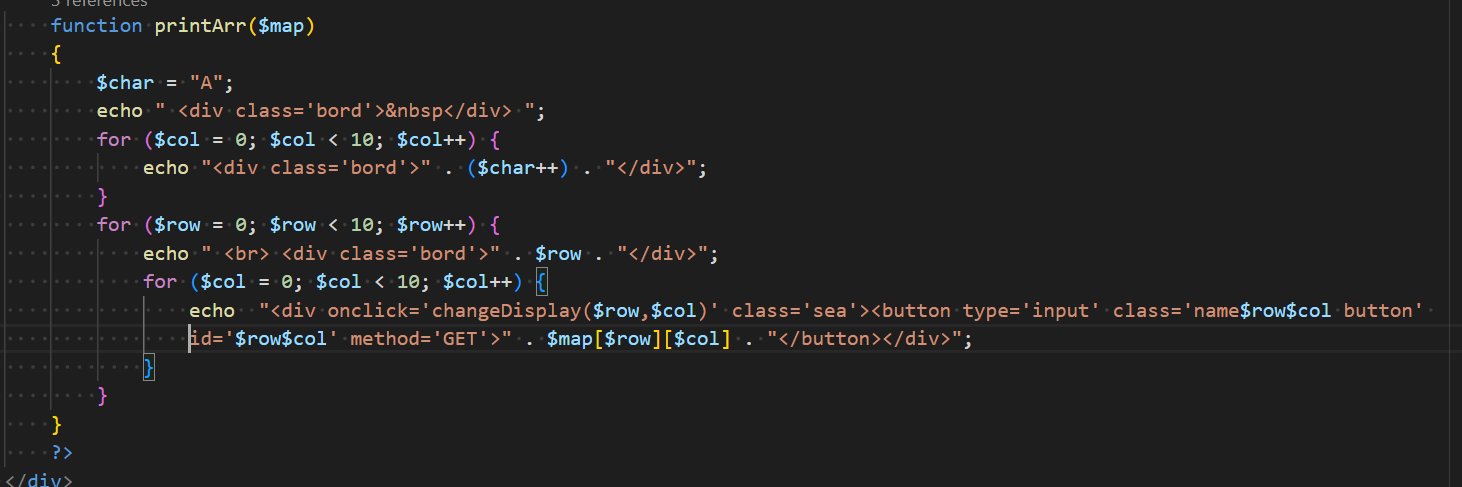 3 references
function printArr($map)
{
$char = "A";
echo " <div class='bord'>&nbsp</div> ";
for ($col = 0; $col < 10; $col++) {
echo "<div class='bord'>" . ($char++) . "</div>";
}
for ($row = 0; $row < 10; $row++) {
echo " <br> <div class='bord'>" . $row . "</div>";
for ($col = 0; $col < 10; $col++) {
echo  "<div onclick='changeDisplay($row,$col)' class='sea'><button type='input' class='name$row$col button'
id='$row$col' method='GET'>" . $map[$row][$col] . "</button></div>";
}
}
}
?>
</div>